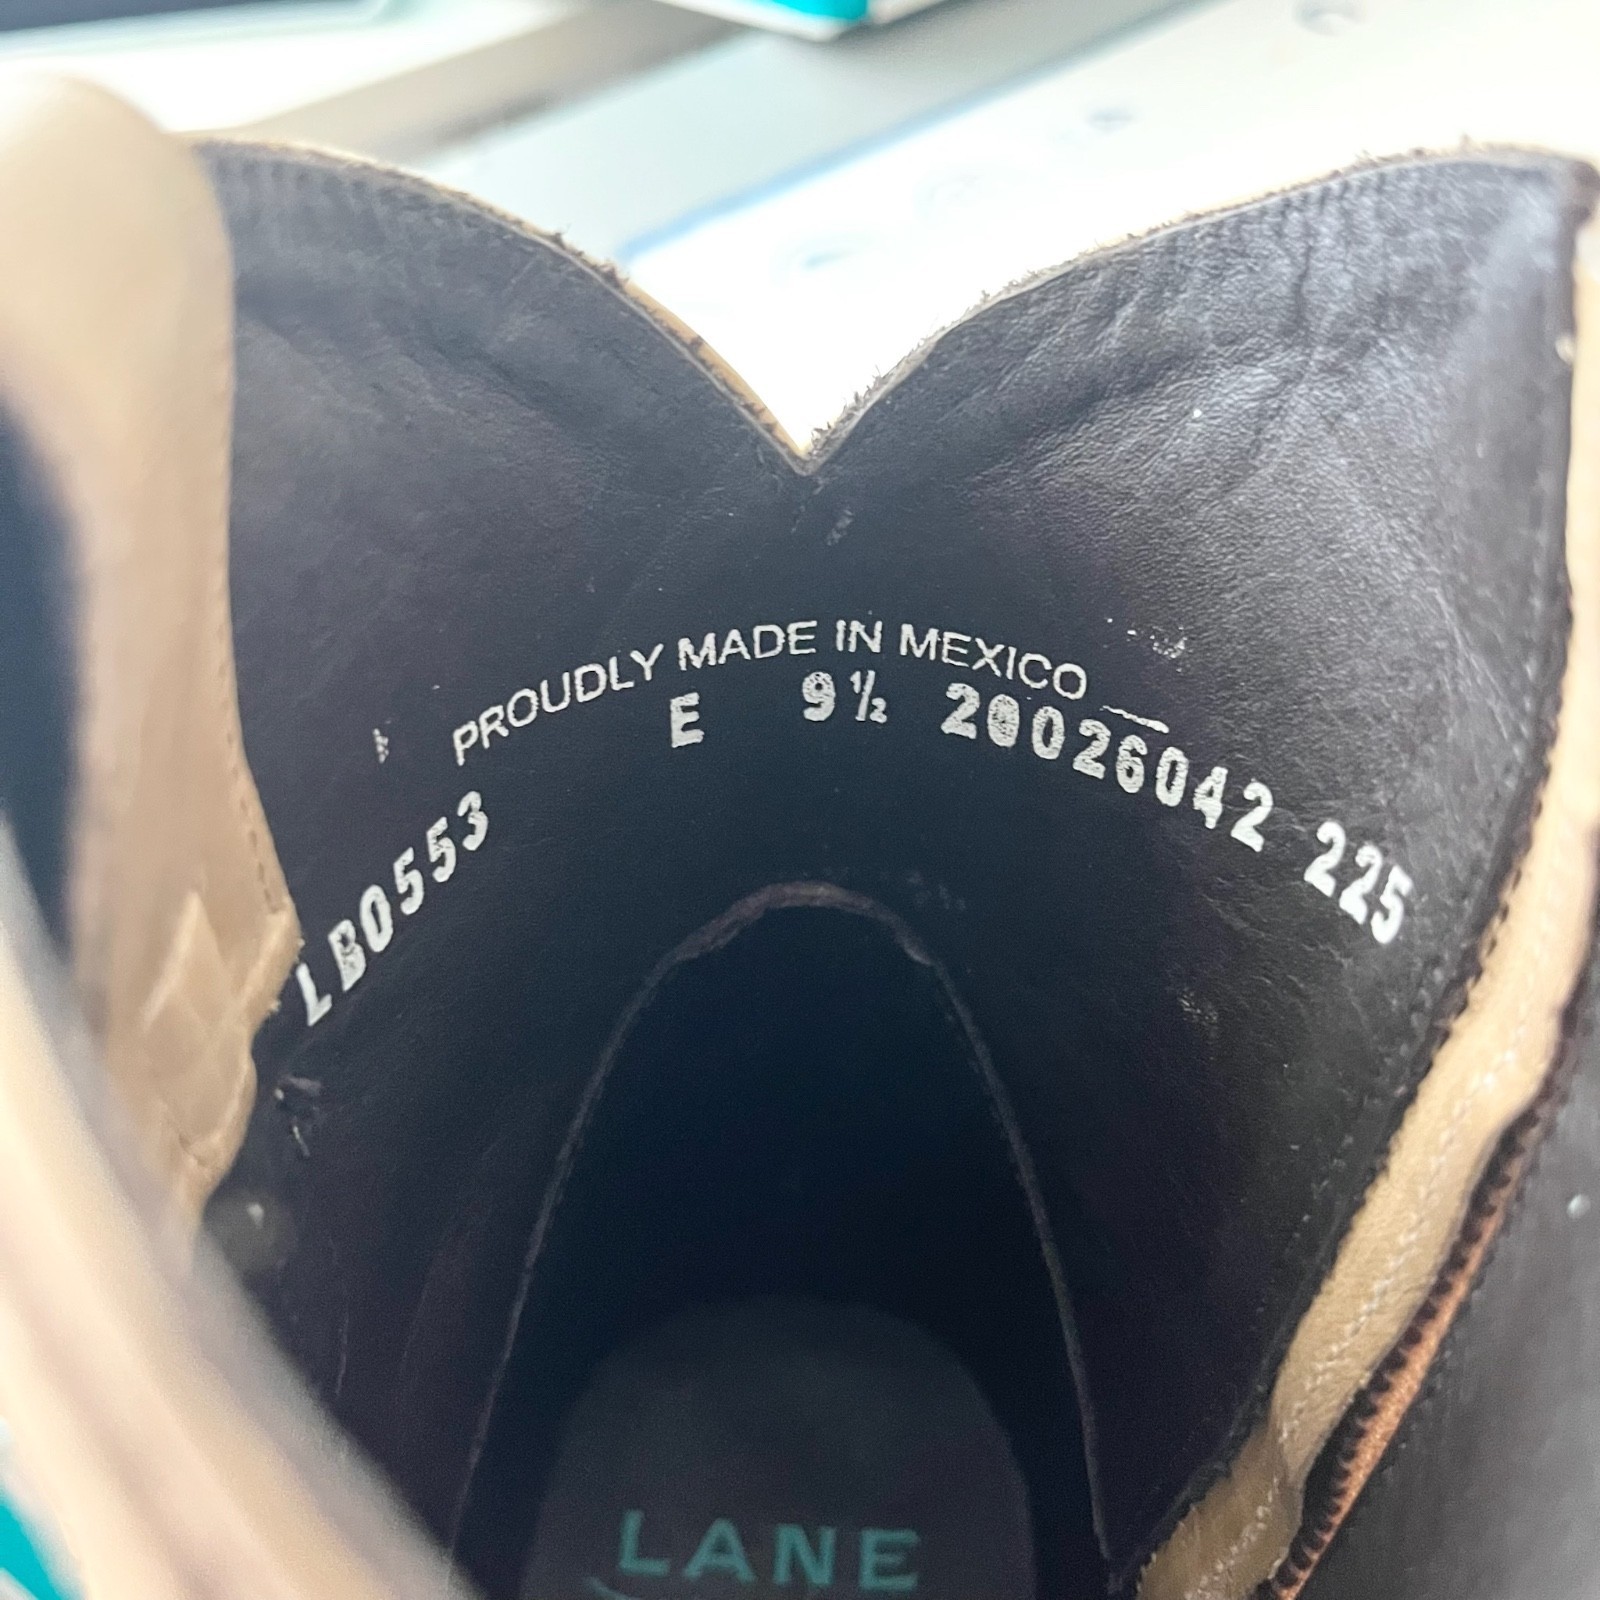 PROUDLY MADE IN MEXICO
LB0553 E 9½ 20026042 225
LANE